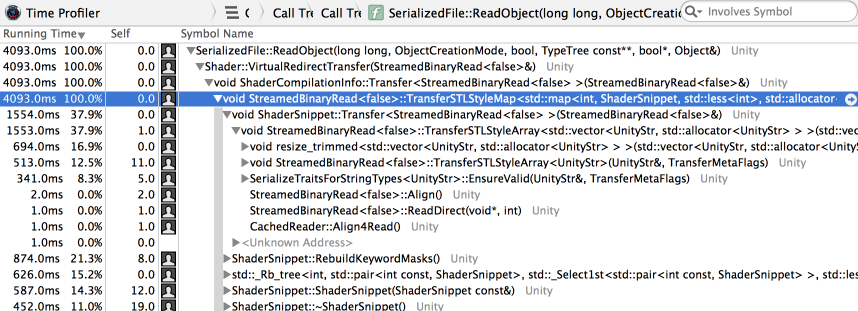 Time Profiler Call Tre Call Tre f SerializedFile::ReadObject(long long, ObjectCreatio Involves Symbol
Running Time Self Symbol Name
4093.0ms 100.0% 0.0 SerializedFile::ReadObject(long long, ObjectCreationMode, bool, TypeTree const**, bool*, Object&) Unity
4093.0ms 100.0% 0.0 Shader::VirtualRedirectTransfer(StreamedBinaryRead<false>&) Unity
4093.0ms 100.0% 0.0 void ShaderCompilationInfo::Transfer<StreamedBinaryRead<false> >(StreamedBinaryRead<false>&) Unity
4093.0ms 100.0% 0.0 void StreamedBinaryRead<false>::TransferSTLStyleMap<std::map<int, ShaderSnippet, std::less<int>, std::allocator
1554.0ms 37.9% 0.0 void ShaderSnippet::Transfer<StreamedBinaryRead<false> >(StreamedBinaryRead<false>&) Unity
1553.0ms 37.9% 1.0 void StreamedBinaryRead<false>::TransferSTLStyleArray<std::vector<UnityStr, std::allocator<UnityStr> > >(std::vec
694.0ms 16.9% 0.0 void resize_trimmed<std::vector<UnityStr, std::allocator<UnityStr> > >(std::vector<UnityStr, std::allocator<Unit
513.0ms 12.5% 11.0 void StreamedBinaryRead<false>::TransferSTLStyleArray<UnityStr>(UnityStr&, TransferMetaFlags) Unity
341.0ms 8.3% 5.0 SerializeTraitsForStringTypes<UnityStr>::EnsureValid(UnityStr&, TransferMetaFlags) Unity
2.0ms 0.0% 2.0 StreamedBinaryRead<false>::Align() Unity
1.0ms 0.0% 1.0 StreamedBinaryRead<false>::ReadDirect(void*, int) Unity
1.0ms 0.0% 1.0 CachedReader::Align4Read() Unity
1.0ms 0.0% 0.0 <Unknown Address>
874.0ms 21.3% 8.0 ShaderSnippet::RebuildKeywordMasks() Unity
626.0ms 15.2% 0.0 std::_Rb_tree<int, std::pair<int const, ShaderSnippet>, std::_Select1st<std::pair<int const, ShaderSnippet> >, std::les
587.0ms 14.3% 12.0 ShaderSnippet::ShaderSnippet(ShaderSnippet const&) Unity
452.0ms 11.0% 19.0 ShaderSnippet::~ShaderSnippet() Unity